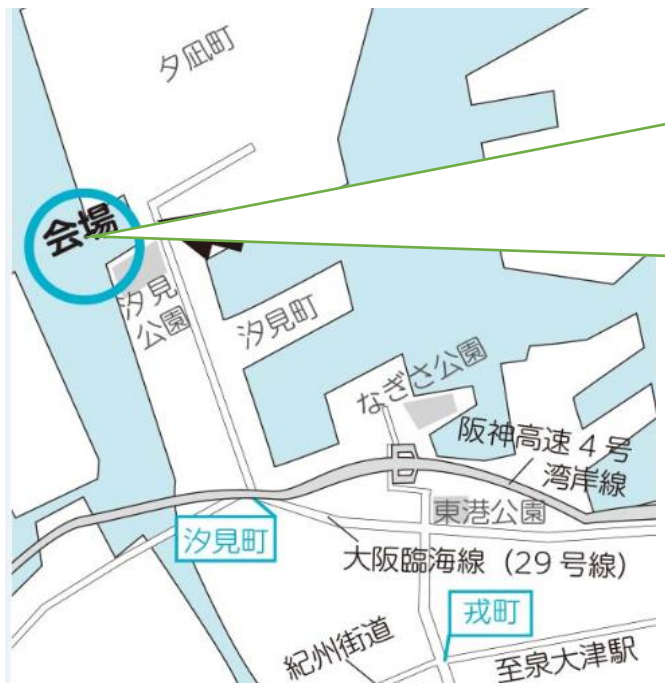 夕凪町
会場
汐見
公園
汐見町
なぎさ公園
阪神高速4号
湾岸線
東港公園
汐見町
大阪臨海線(29号線)
戎町
紀州街道
至泉大津駅